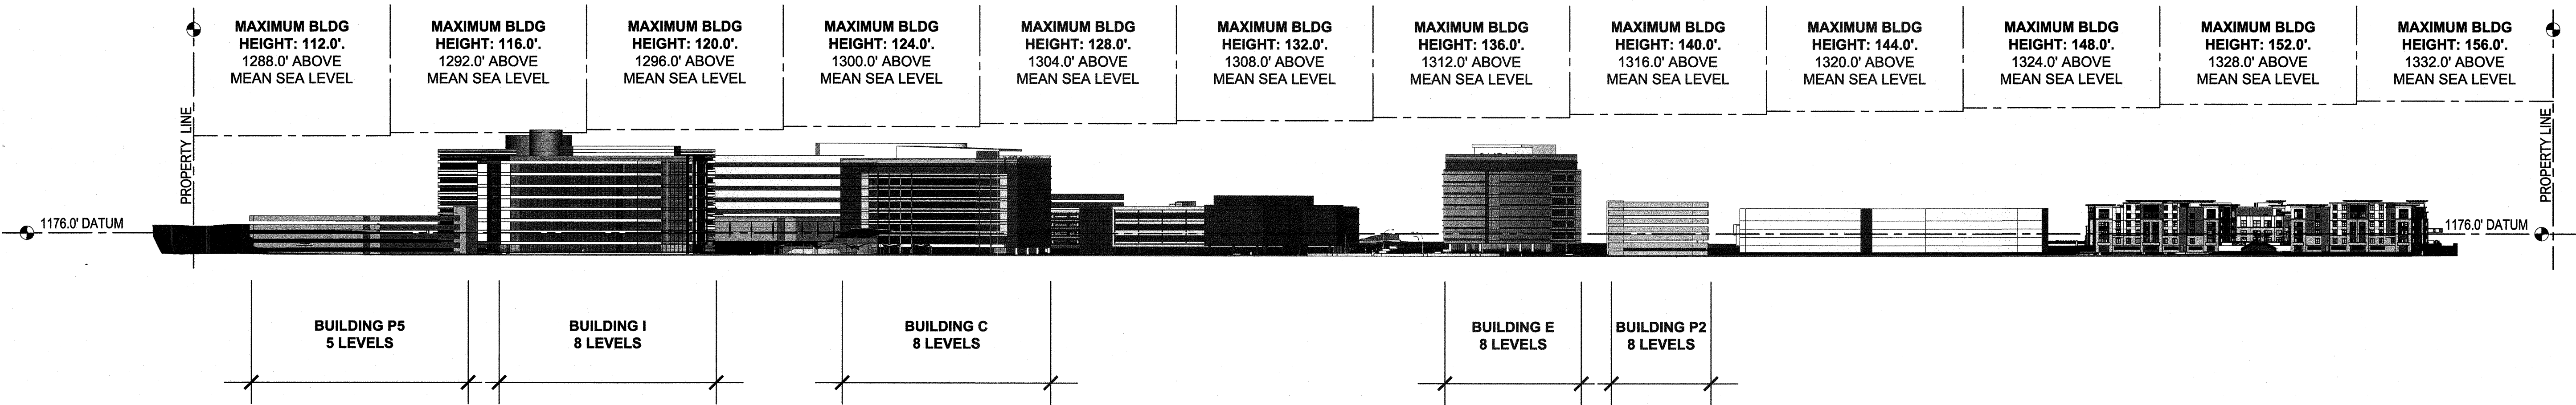 MAXIMUM BLDG
HEIGHT: 112.0'.
1288.0' ABOVE
MEAN SEA LEVEL
MAXIMUM BLDG
HEIGHT: 116.0'.
1292.0' ABOVE
MEAN SEA LEVEL
MAXIMUM BLDG
HEIGHT: 120.0'.
1296.0' ABOVE
MEAN SEA LEVEL
MAXIMUM BLDG
HEIGHT: 124.0'.
1300.0' ABOVE
MEAN SEA LEVEL
MAXIMUM BLDG
HEIGHT: 128.0'.
1304.0' ABOVE
MEAN SEA LEVEL
MAXIMUM BLDG
HEIGHT: 132.0'.
1308.0' ABOVE
MEAN SEA LEVEL
MAXIMUM BLDG
HEIGHT: 136.0'.
1312.0' ABOVE
MEAN SEA LEVEL
MAXIMUM BLDG
HEIGHT: 140.0'.
1316.0' ABOVE
MEAN SEA LEVEL
MAXIMUM BLDG
HEIGHT: 144.0'.
1320.0' ABOVE
MEAN SEA LEVEL
MAXIMUM BLDG
HEIGHT: 148.0'.
1324.0' ABOVE
MEAN SEA LEVEL
MAXIMUM BLDG
HEIGHT: 152.0'.
1328.0' ABOVE
MEAN SEA LEVEL
MAXIMUM BLDG
HEIGHT: 156.0'.
1332.0' ABOVE
MEAN SEA LEVEL
PROPERTY LINE
PROPERTY LINE
1176.0' DATUM
1176.0' DATUM
BUILDING P5
5 LEVELS
BUILDING I
8 LEVELS
BUILDING C
8 LEVELS
BUILDING E
8 LEVELS
BUILDING P2
8 LEVELS